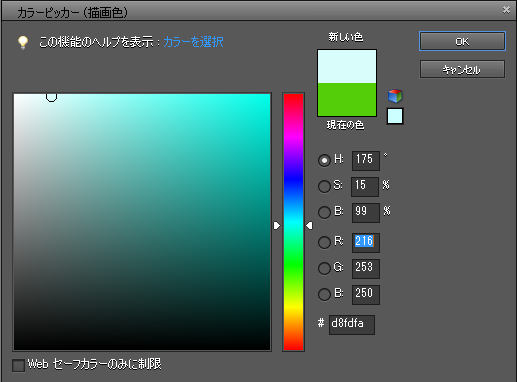 カラーピッカー (描画色)
この機能のヘルプを表示 : カラーを選択
新しい色
OK
キャンセル
現在の色
H: 175 °
S: 15 %
B: 99 %
R: 216
G: 253
B: 250
# d8fdfa
Web セーフカラーのみに制限